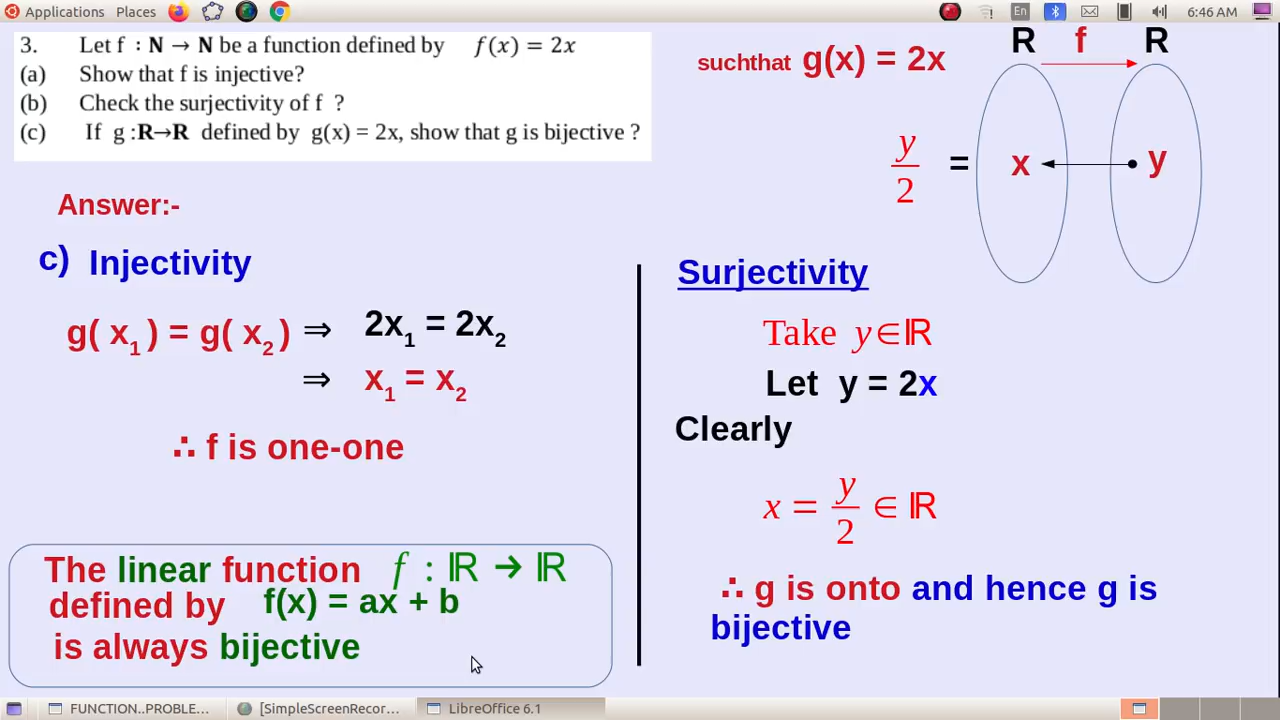 Applications Places En 6:46 AM
3. Let f : N → N be a function defined by f(x) = 2x
(a) Show that f is injective?
(b) Check the surjectivity of f ?
(c) If g :R→R defined by g(x) = 2x, show that g is bijective ?
suchthat g(x) = 2x
R f R
y/2 = x y
Answer:-
c) Injectivity
g( x₁ ) = g( x₂ ) ⇒ 2x₁ = 2x₂
⇒ x₁ = x₂
∴ f is one-one
The linear function f : ℝ → ℝ
defined by f(x) = ax + b
is always bijective
Surjectivity
Take y∈ℝ
Let y = 2x
Clearly
x = y/2 ∈ ℝ
∴ g is onto and hence g is
bijective
FUNCTION..PROBLE... [SimpleScreenRecor... LibreOffice 6.1